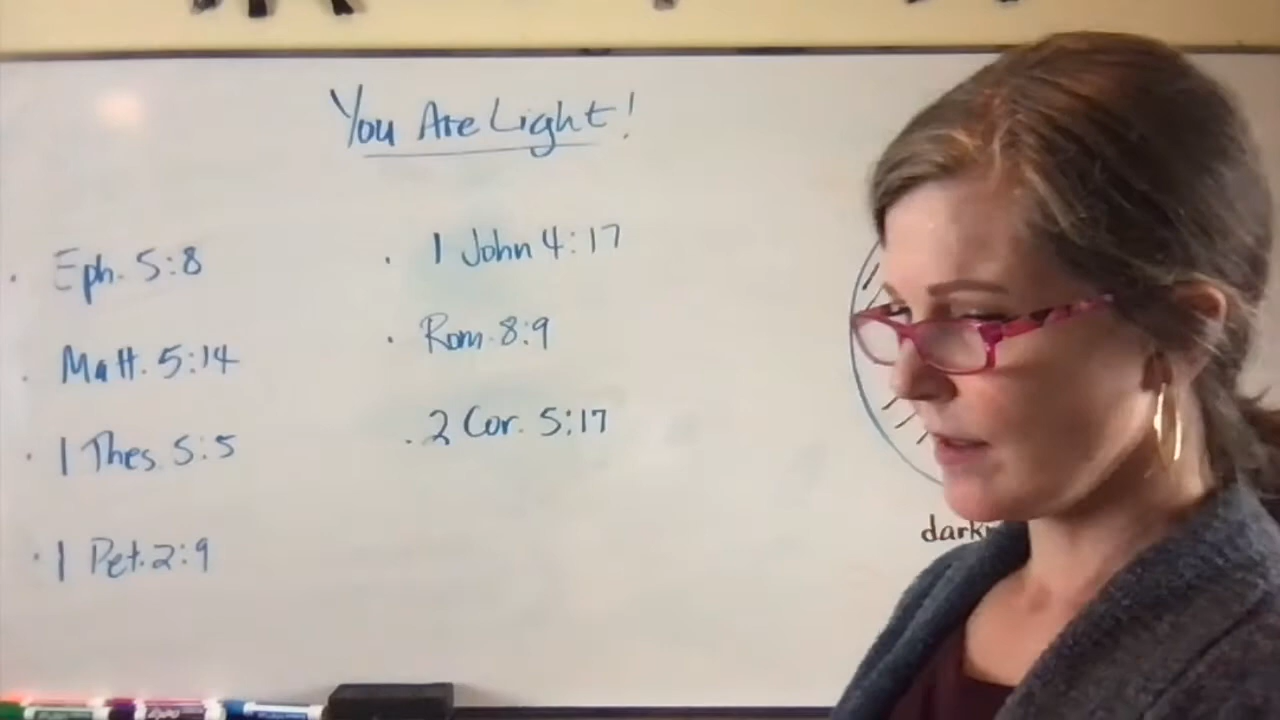 You Are Light!
· Eph. 5:8
· Matt. 5:14
· 1 Thes. 5:5
· 1 Pet. 2:9
· 1 John 4:17
· Rom. 8:9
· 2 Cor. 5:17